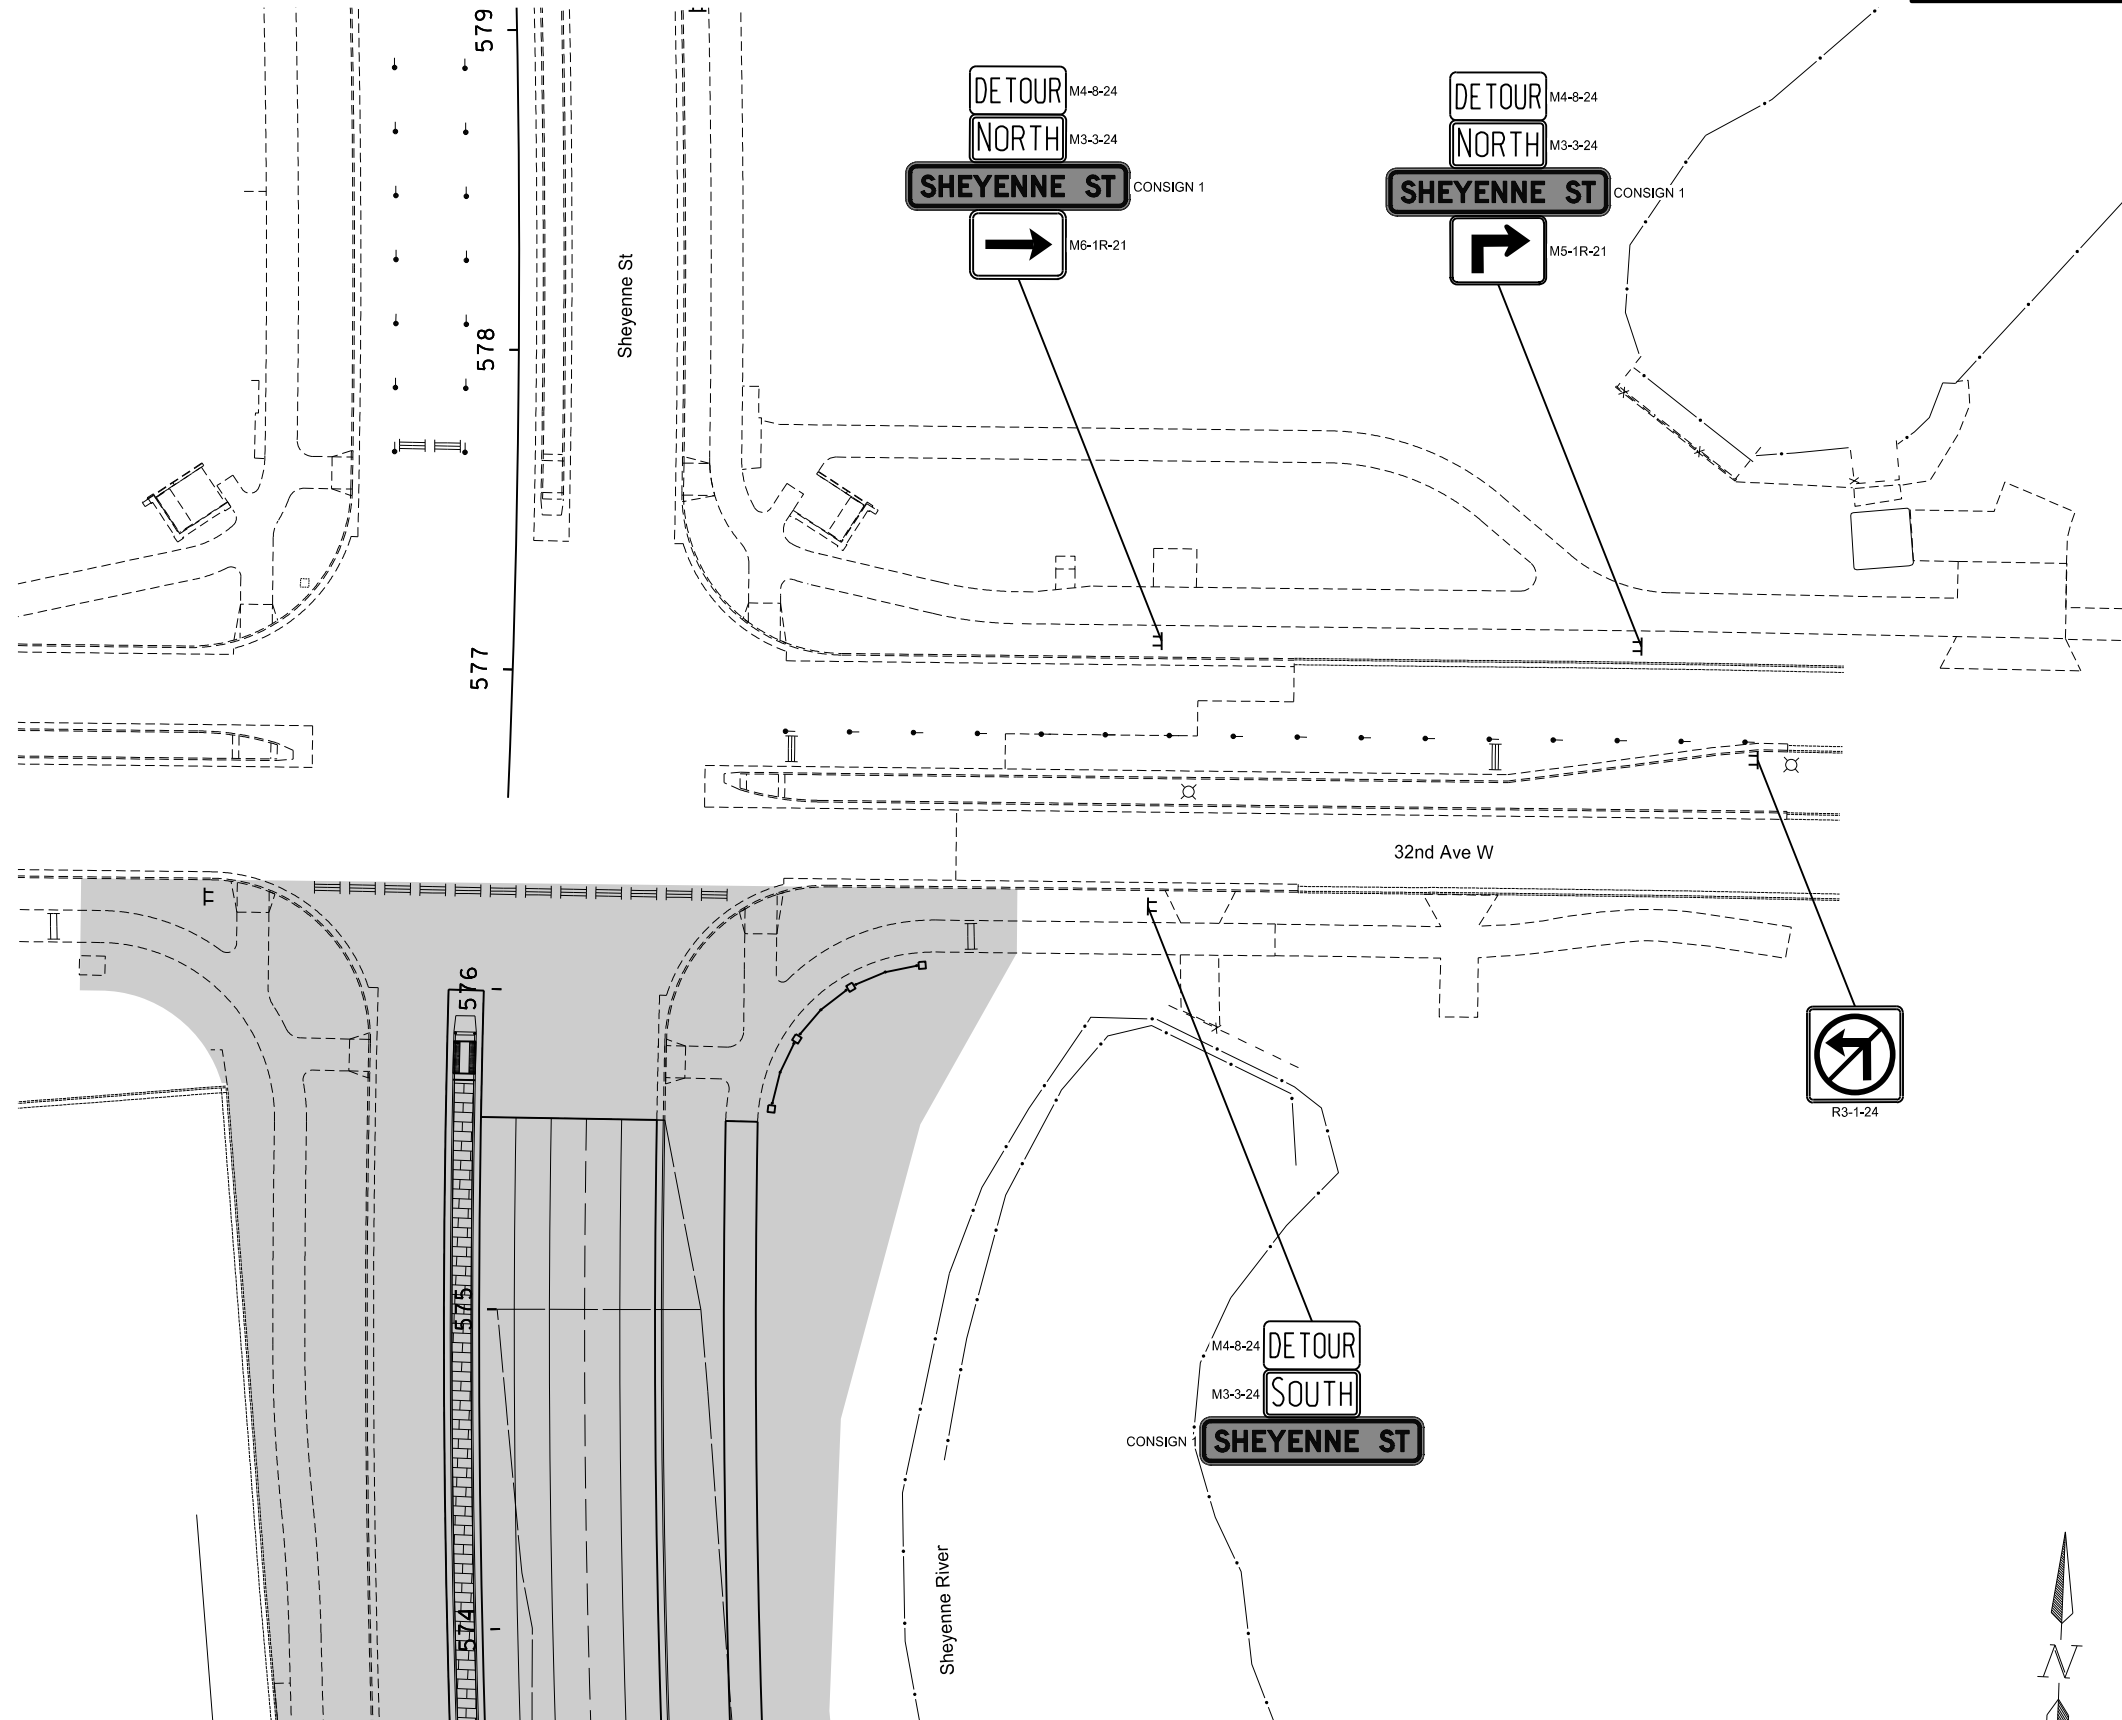 579
DETOUR M4-8-24
NORTH M3-3-24
SHEYENNE ST CONSIGN 1
M6-1R-21
DETOUR M4-8-24
NORTH M3-3-24
SHEYENNE ST CONSIGN 1
M5-1R-21
Sheyenne St
578
577
32nd Ave W
576
R3-1-24
575
M4-8-24 DETOUR
M3-3-24 SOUTH
CONSIGN 1 SHEYENNE ST
574
Sheyenne River
N